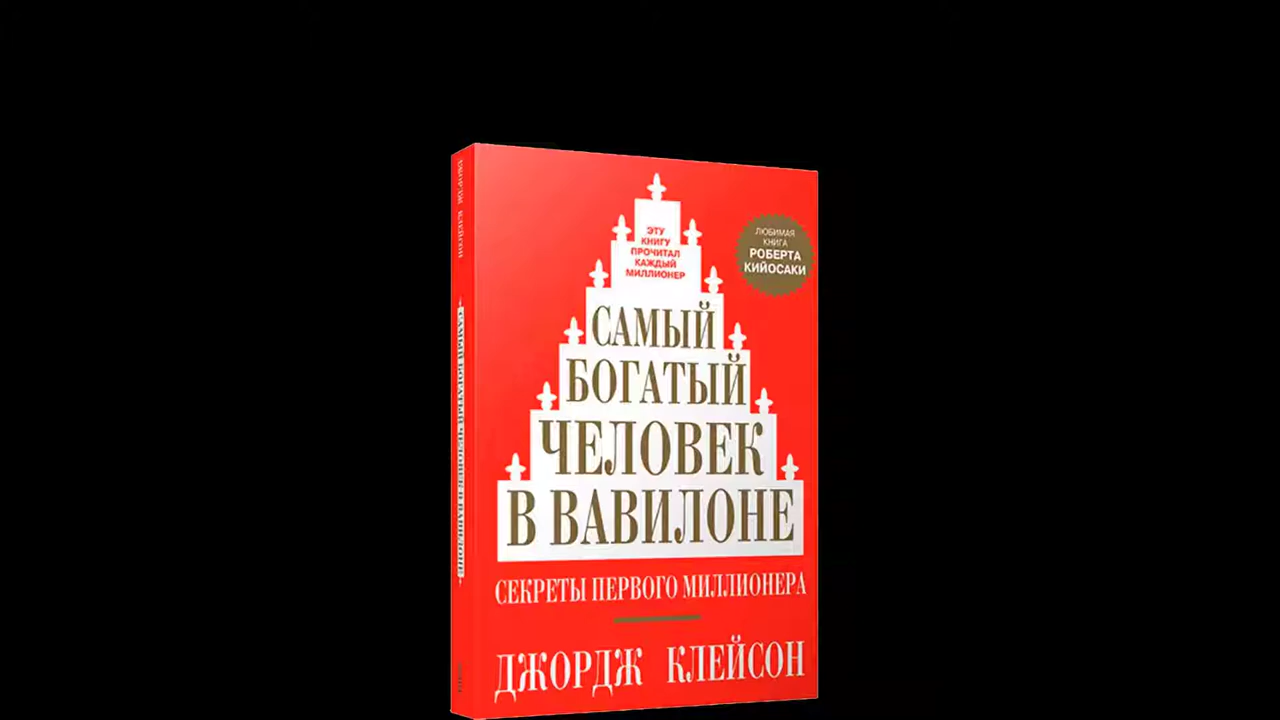 ЭТУ
КНИГУ
ПРОЧИТАЛ
КАЖДЫЙ
МИЛЛИОНЕР
ЛЮБИМАЯ
КНИГА
РОБЕРТА
КИЙОСАКИ
САМЫЙ
БОГАТЫЙ
ЧЕЛОВЕК
В ВАВИЛОНЕ
СЕКРЕТЫ ПЕРВОГО МИЛЛИОНЕРА
ДЖОРДЖ КЛЕЙСОН
ДЖОРДЖ КЛЕЙСОН
САМЫЙ БОГАТЫЙ ЧЕЛОВЕК В ВАВИЛОНЕ